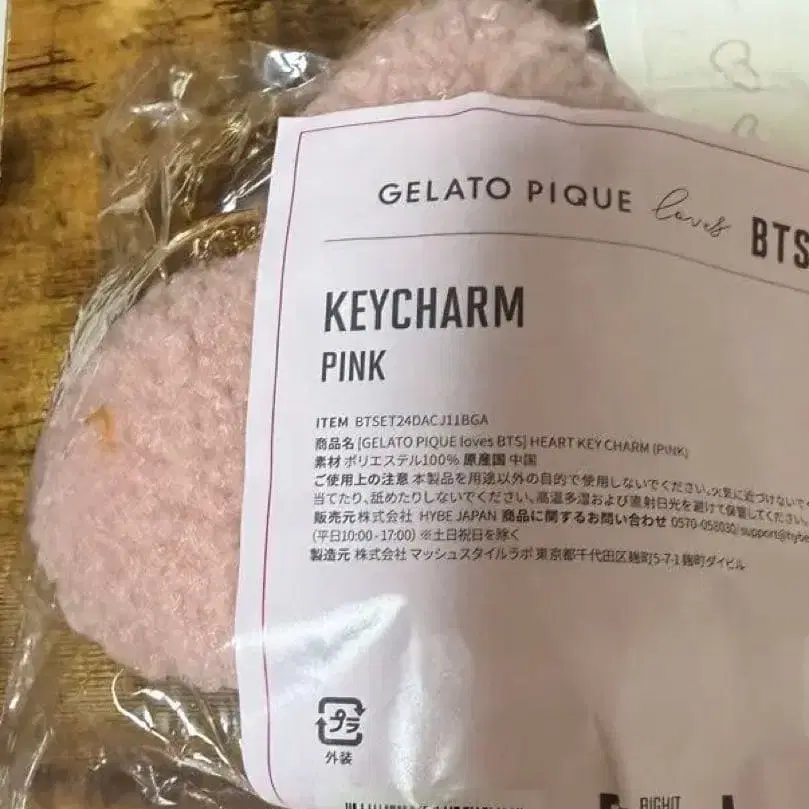 GELATO PIQUE loves BTS
KEYCHARM
PINK
ITEM BTSET24DACJ11BGA
商品名 [GELATO PIQUE loves BTS] HEART KEY CHARM (PINK)
素材 ポリエステル100% 原産国 中国
ご使用上の注意 本製品を用途以外の目的で使用しないでください。火気に近づけないで
当てたり、舐めたりしないでください。高温多湿および直射日光を避けて保管してください。
販売元 株式会社 HYBE JAPAN 商品に関するお問い合わせ 0570-058030/support@hybe
(平日10:00-17:00) ※土日祝日を除く
製造元 株式会社 マッシュスタイルラボ 東京都千代田区麹町5-7-1 麹町ダイビル
プラ
外装
BIGHIT